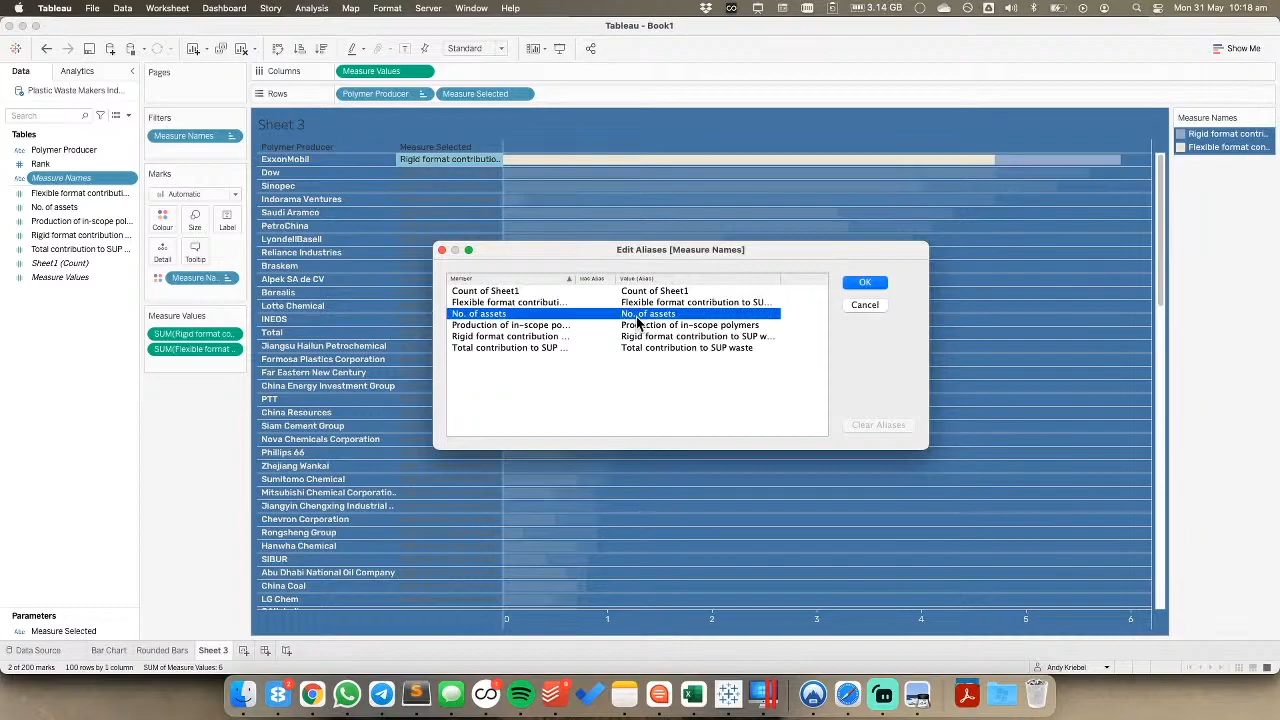 Tableau File Data Worksheet Dashboard Story Analysis Map Format Server Window Help 3.14 GB Mon 31 May 10:18 am
Tableau - Book1
Standard Show Me
Data Analytics Pages Columns Measure Values
Plastic Waste Makers Ind... Rows Polymer Producer Measure Selected
Search
Filters
Measure Names
Tables
Abc Polymer Producer
Rank
Abc Measure Names
Flexible format contributi...
No. of assets
Production of in-scope pol...
Rigid format contribution ...
Total contribution to SUP ...
Sheet1 (Count)
Measure Values
Marks
Automatic
Colour Size Label
Detail Tooltip
Measure Na..
Measure Values
SUM(Rigid format co..
SUM(Flexible format ..
Sheet 3
Polymer Producer Measure Selected
ExxonMobil Rigid format contributio..
Dow
Sinopec
Indorama Ventures
Saudi Aramco
PetroChina
LyondellBasell
Reliance Industries
Braskem
Alpek SA de CV
Borealis
Lotte Chemical
INEOS
Total
Jiangsu Hailun Petrochemical
Formosa Plastics Corporation
Far Eastern New Century
China Energy Investment Group
PTT
China Resources
Siam Cement Group
Nova Chemicals Corporation
Phillips 66
Zhejiang Wankai
Sumitomo Chemical
Mitsubishi Chemical Corporatio..
Jiangyin Chengxing Industrial ..
Chevron Corporation
Rongsheng Group
Hanwha Chemical
SIBUR
Abu Dhabi National Oil Company
China Coal
LG Chem
0 1 2 3 4 5 6
Measure Names
Rigid format contri...
Flexible format con...
Edit Aliases [Measure Names]
Member Has Alias Value (Alias)
Count of Sheet1 Count of Sheet1
Flexible format contributi... Flexible format contribution to SU...
No. of assets No. of assets
Production of in-scope po... Production of in-scope polymers
Rigid format contribution ... Rigid format contribution to SUP w...
Total contribution to SUP ... Total contribution to SUP waste
OK
Cancel
Clear Aliases
Parameters
Abc Measure Selected
Data Source Bar Chart Rounded Bars Sheet 3
2 of 200 marks 100 rows by 1 column SUM of Measure Values: 6 Andy Kriebel